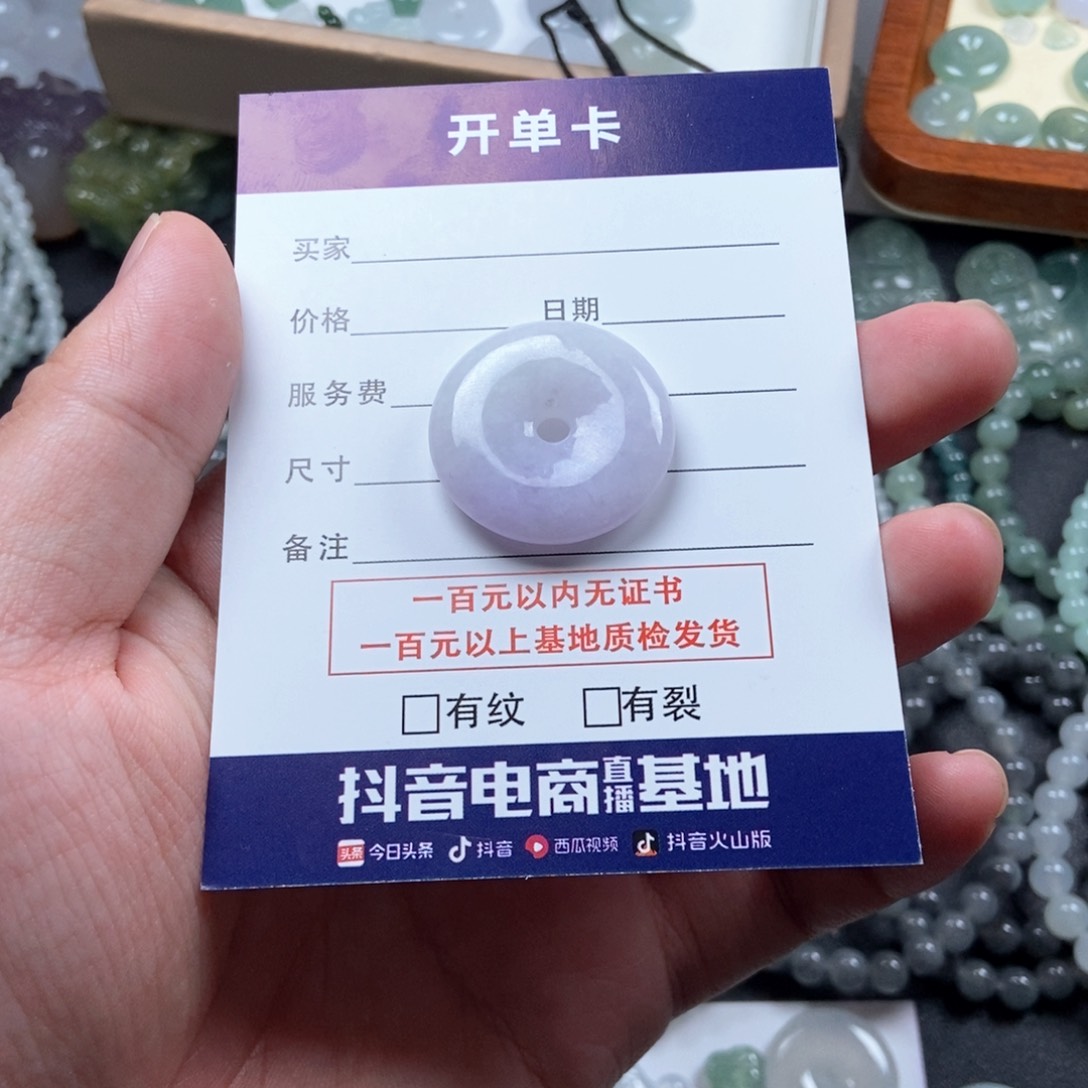 开单卡
买家
价格 日期
服务费
尺寸
备注
一百元以内无证书
一百元以上基地质检发货
有纹 有裂
抖音电商直播基地
头条 今日头条 抖音 西瓜视频 抖音火山版